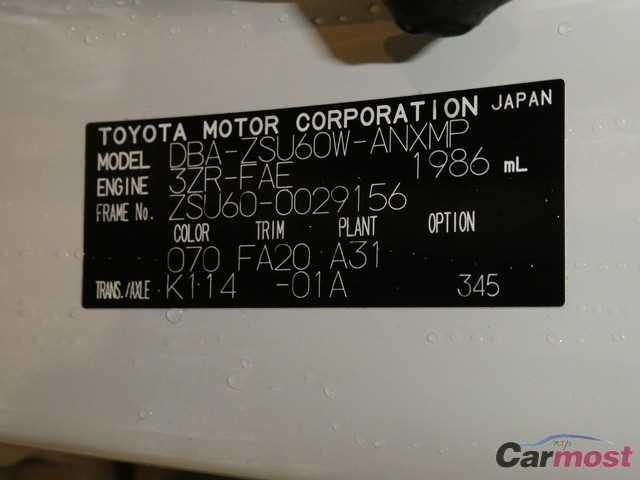 TOYOTA MOTOR CORPORATION JAPAN
MODEL DBA-ZSU60W-ANXMP
ENGINE 3ZR-FAE 1986 mL
FRAME No. ZSU60-0029156
COLOR TRIM PLANT OPTION
070 FA20 A31
TRANS./AXLE K114 -01A 345
Carmost